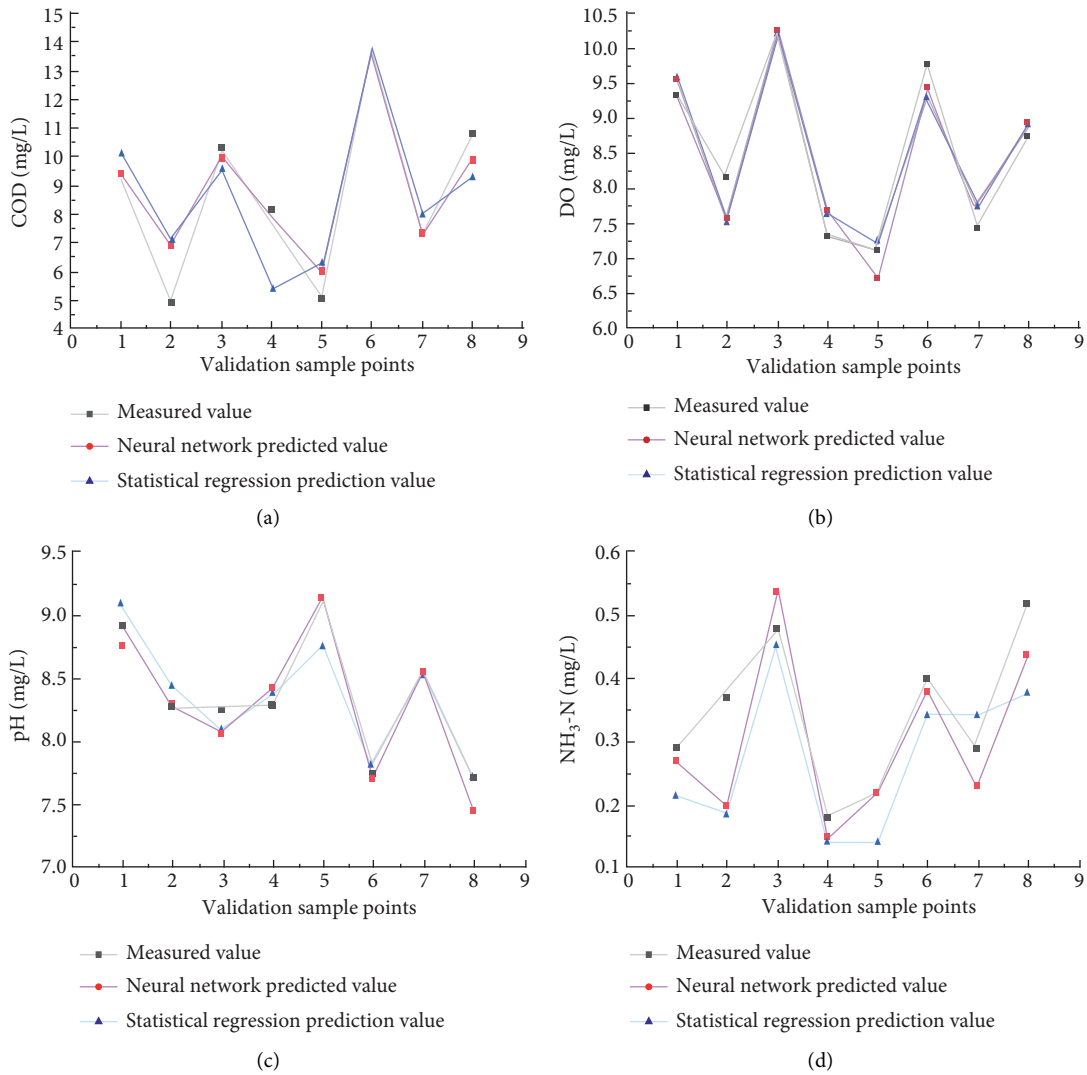 15
14
13
12
11
10
9
8
7
6
5
4
COD (mg/L)
0 1 2 3 4 5 6 7 8 9
Validation sample points
Measured value
Neural network predicted value
Statistical regression prediction value
(a)
10.5
10.0
9.5
9.0
8.5
8.0
7.5
7.0
6.5
6.0
DO (mg/L)
0 1 2 3 4 5 6 7 8 9
Validation sample points
Measured value
Neural network predicted value
Statistical regression prediction value
(b)
9.5
9.0
8.5
8.0
7.5
7.0
pH (mg/L)
0 1 2 3 4 5 6 7 8 9
Validation sample points
Measured value
Neural network predicted value
Statistical regression prediction value
(c)
0.6
0.5
0.4
0.3
0.2
0.1
NH₃-N (mg/L)
0 1 2 3 4 5 6 7 8 9
Validation sample points
Measured value
Neural network predicted value
Statistical regression prediction value
(d)